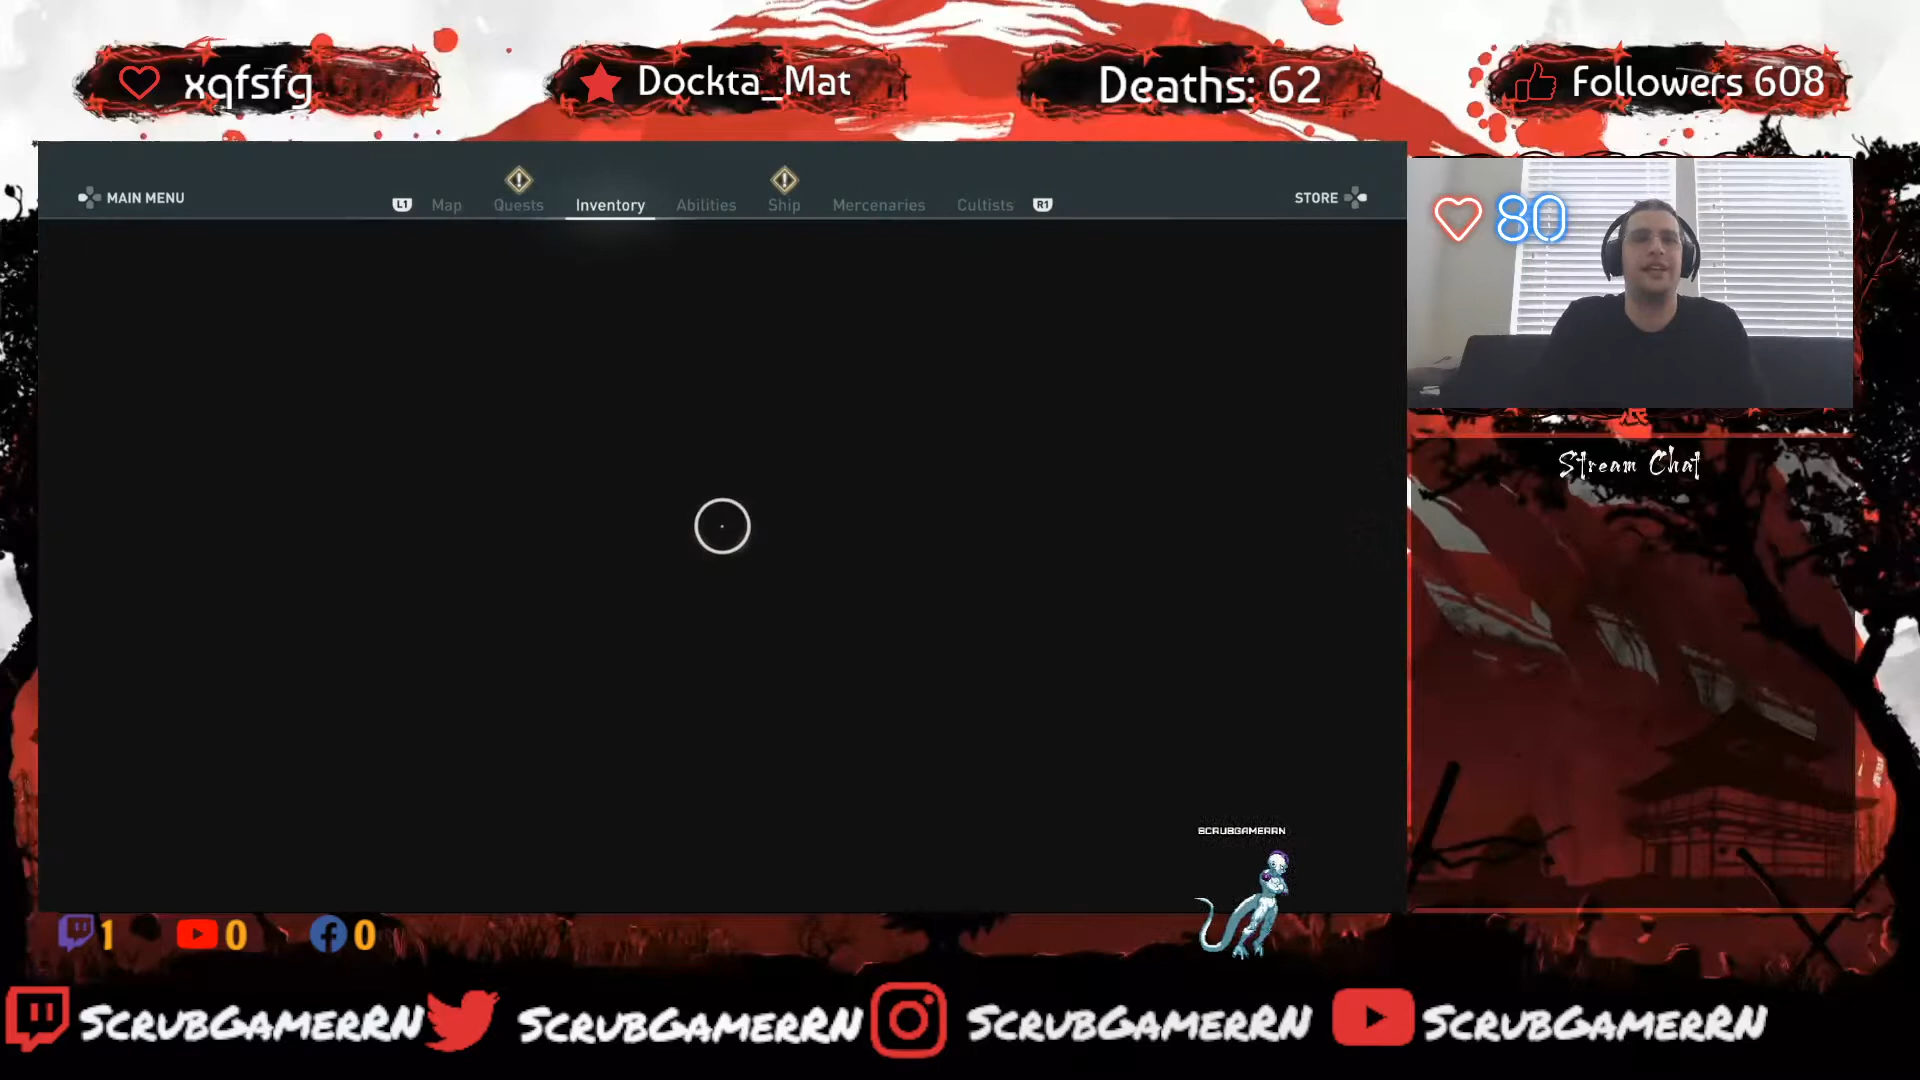 xqfsfg
Dockta_Mat
Deaths: 62
Followers 608
MAIN MENU
L1 Map Quests Inventory Abilities Ship Mercenaries Cultists R1
STORE
80
Stream Chat
SCRUBGAMERRN
1 0 0
ScrubGamerRN ScrubGamerRN ScrubGamerRN ScrubGamerRN